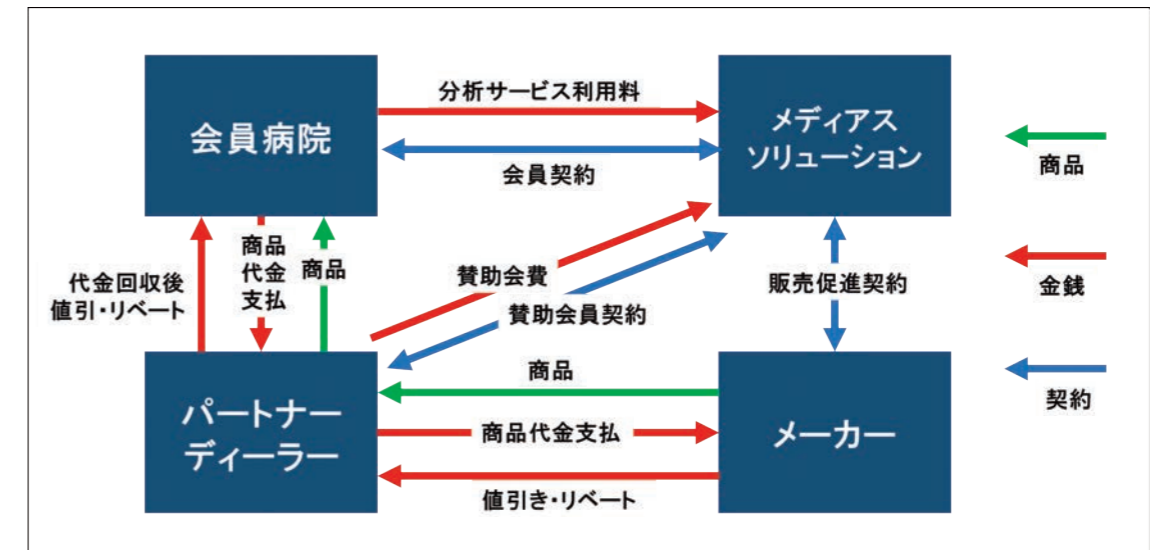 分析サービス利用料
会員病院
メディアス
ソリューション
会員契約
商品
代金回収後
値引・リベート
商品
代金
支払
商品
賛助会費
賛助会員契約
販売促進契約
金銭
商品
契約
パートナー
ディーラー
商品代金支払
メーカー
値引き・リベート